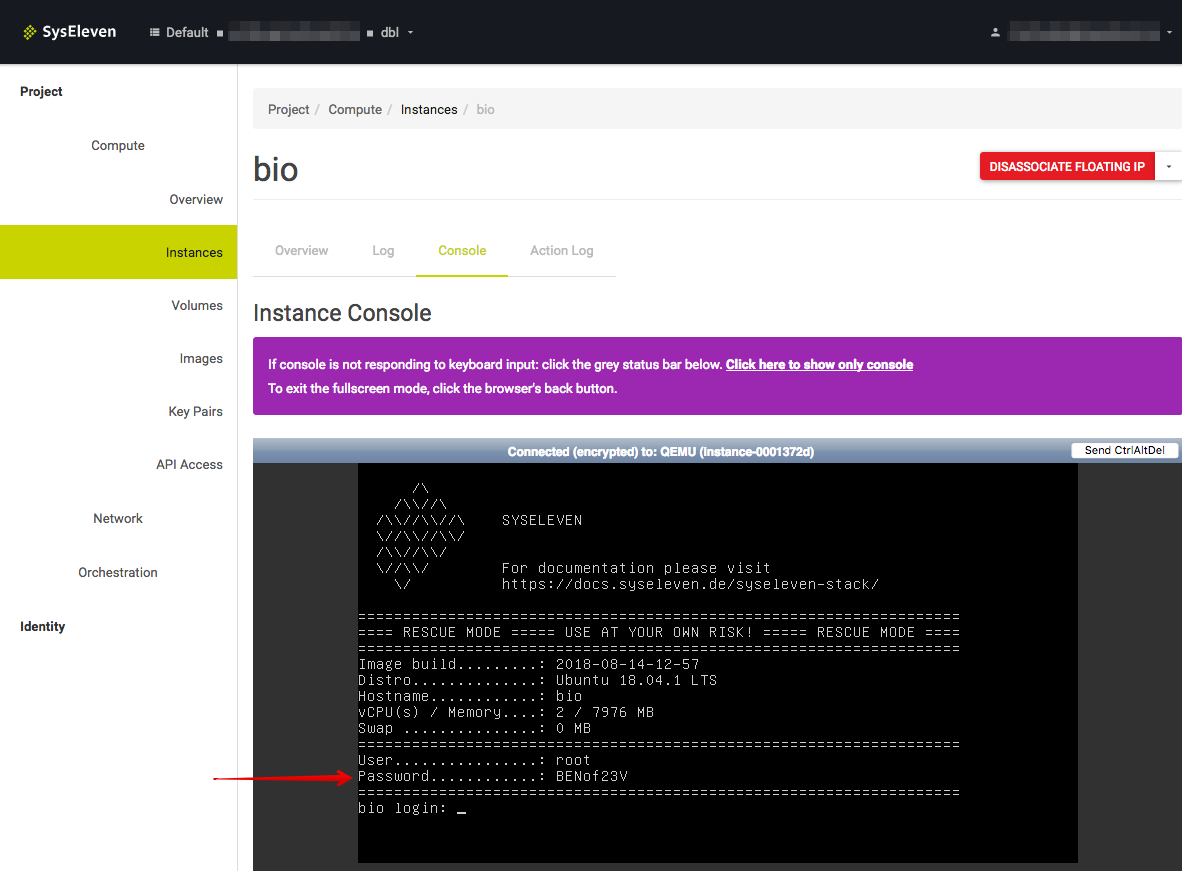 SysEleven Default dbl
Project
Project / Compute / Instances / bio
Compute
bio
DISASSOCIATE FLOATING IP
Overview
Instances
Overview Log Console Action Log
Volumes
Instance Console
Images
If console is not responding to keyboard input: click the grey status bar below. Click here to show only console
To exit the fullscreen mode, click the browser's back button.
Key Pairs
API Access
Connected (encrypted) to: QEMU (instance-0001372d) Send CtrlAltDel
Network
Orchestration
Identity
/\
/\\//\
/\\//\\//\ SYSELEVEN
\//\\//\\/
/\\//\\/
\//\\/ For documentation please visit
\/ https://docs.syseleven.de/syseleven-stack/
===================================================================
==== RESCUE MODE ===== USE AT YOUR OWN RISK! ===== RESCUE MODE ====
===================================================================
Image build.........: 2018-08-14-12-57
Distro..............: Ubuntu 18.04.1 LTS
Hostname............: bio
vCPU(s) / Memory....: 2 / 7976 MB
Swap ...............: 0 MB
===================================================================
User................: root
Password............: BENof23V
===================================================================
bio login: _